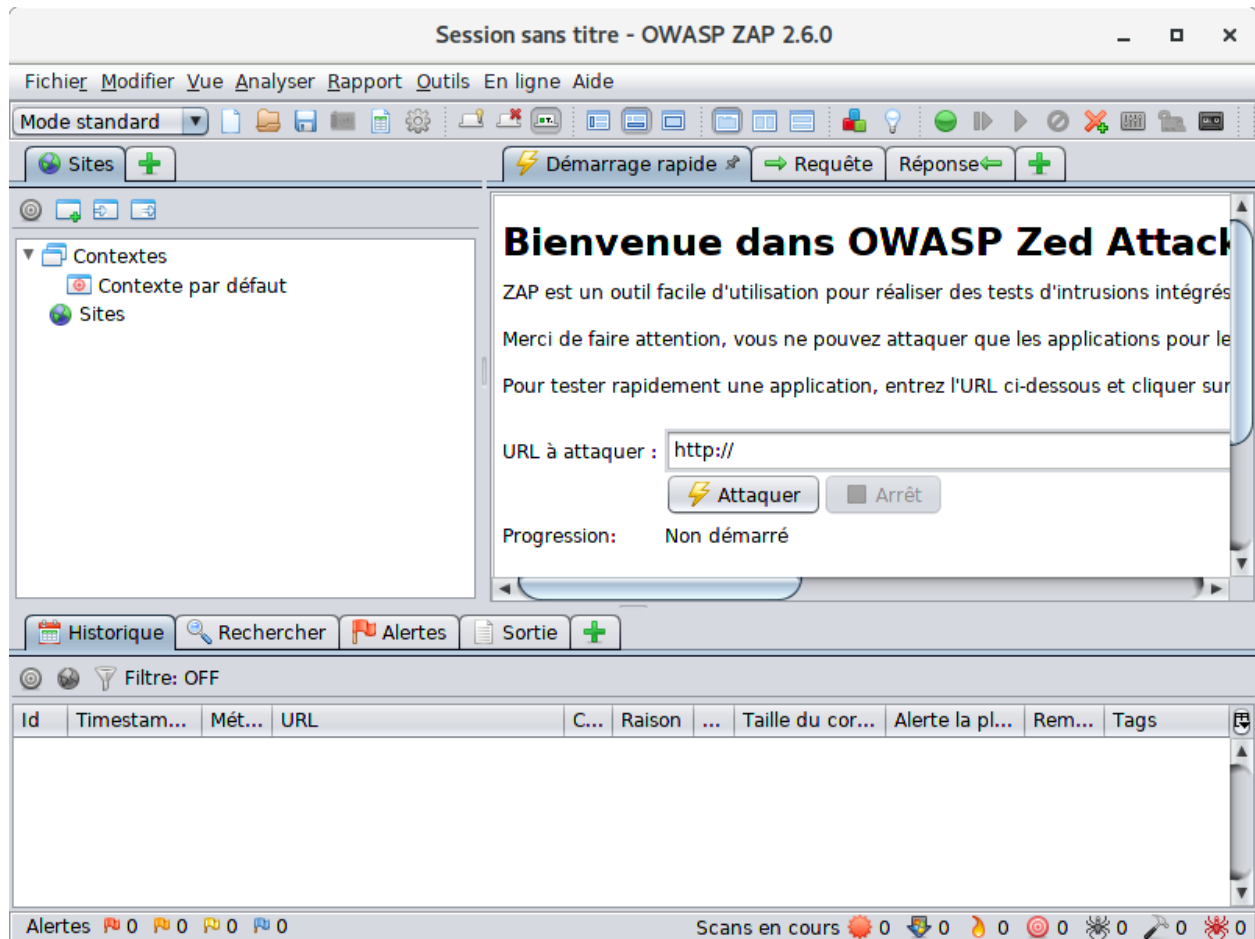 Session sans titre - OWASP ZAP 2.6.0
Fichier Modifier Vue Analyser Rapport Outils En ligne Aide
Mode standard
Sites
Démarrage rapide Requête Réponse
Contextes
Contexte par défaut
Sites
Bienvenue dans OWASP Zed Attack
ZAP est un outil facile d'utilisation pour réaliser des tests d'intrusions intégrés
Merci de faire attention, vous ne pouvez attaquer que les applications pour le
Pour tester rapidement une application, entrez l'URL ci-dessous et cliquer sur
URL à attaquer : http://
Attaquer Arrêt
Progression: Non démarré
Historique Rechercher Alertes Sortie
Filtre: OFF
Id Timestam... Mét... URL C... Raison ... Taille du cor... Alerte la pl... Rem... Tags
Alertes 0 0 0 0 Scans en cours 0 0 0 0 0 0 0